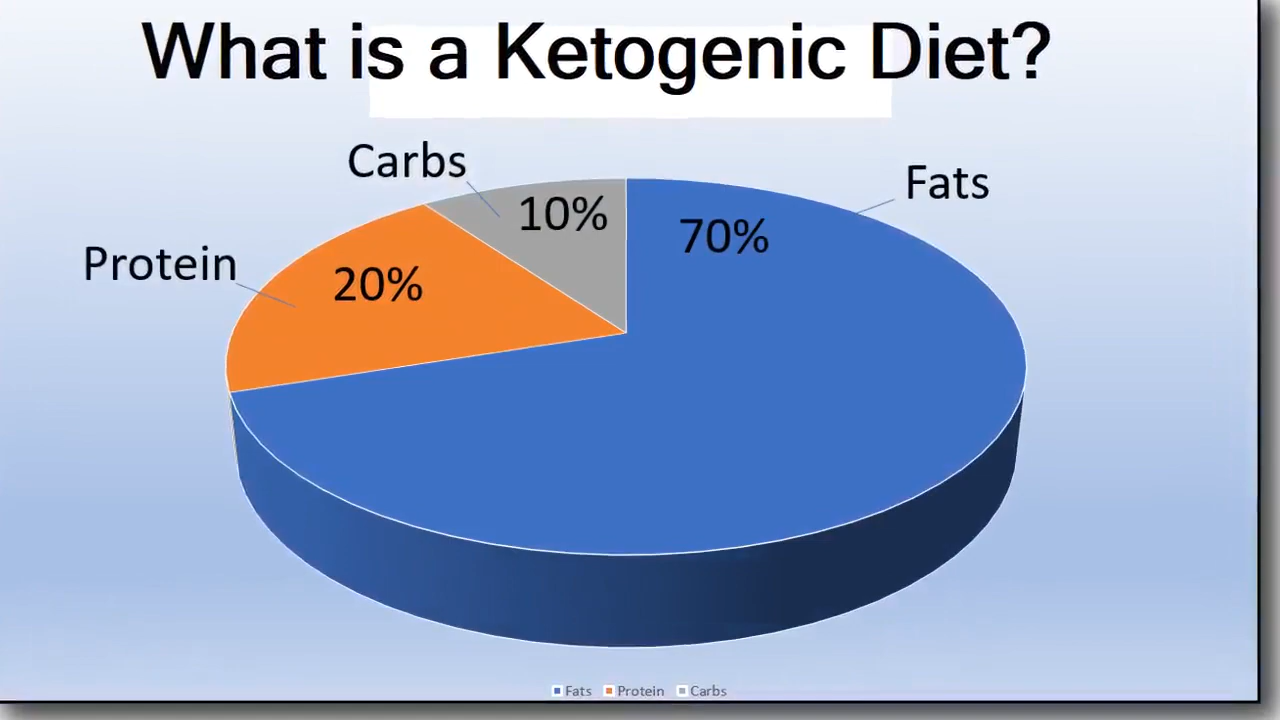 What is a Ketogenic Diet?
Carbs
Fats
10%
70%
Protein
20%
Fats Protein Carbs